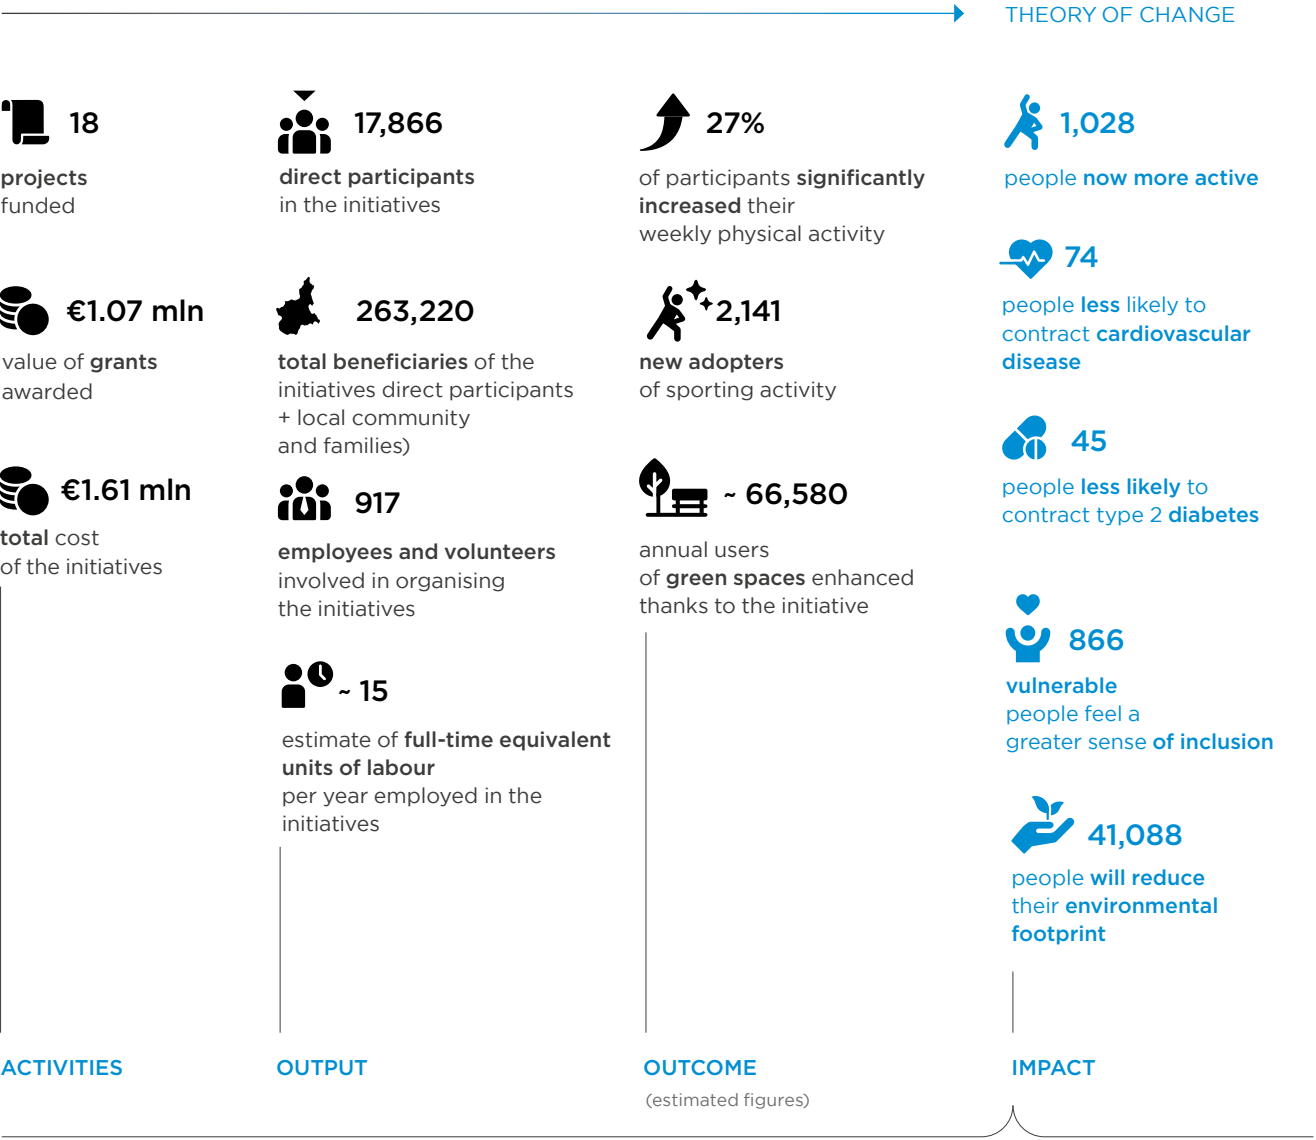 THEORY OF CHANGE
18
projects
funded
€1.07 mln
value of grants
awarded
€1.61 mln
total cost
of the initiatives
ACTIVITIES
17,866
direct participants
in the initiatives
263,220
total beneficiaries of the
initiatives direct participants
+ local community
and families)
917
employees and volunteers
involved in organising
the initiatives
~ 15
estimate of full-time equivalent
units of labour
per year employed in the
initiatives
OUTPUT
27%
of participants significantly
increased their
weekly physical activity
2,141
new adopters
of sporting activity
~ 66,580
annual users
of green spaces enhanced
thanks to the initiative
OUTCOME
(estimated figures)
1,028
people now more active
74
people less likely to
contract cardiovascular
disease
45
people less likely to
contract type 2 diabetes
866
vulnerable
people feel a
greater sense of inclusion
41,088
people will reduce
their environmental
footprint
IMPACT